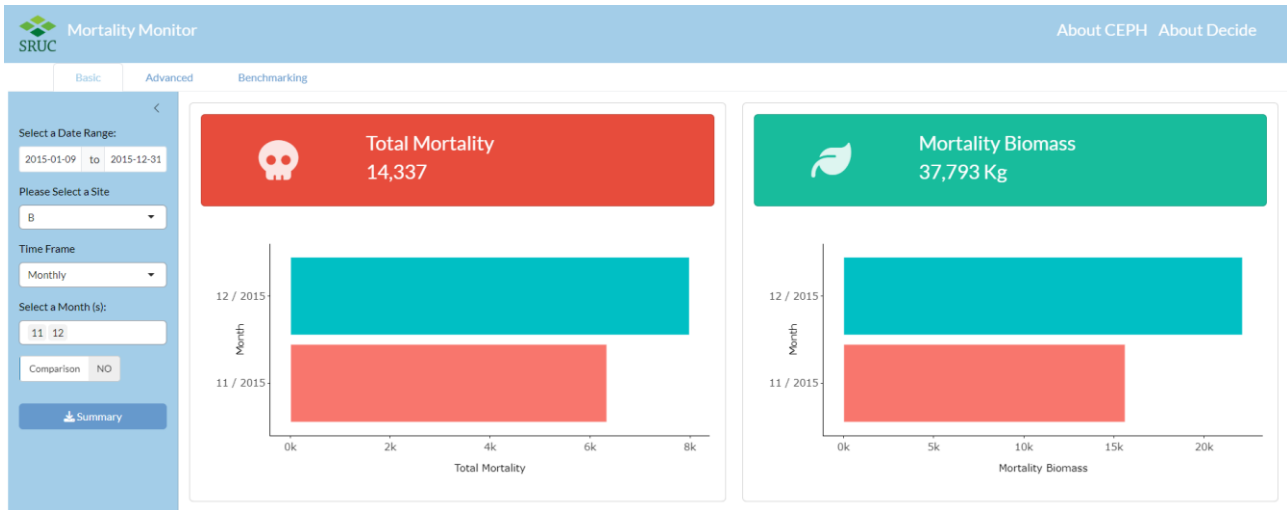 SRUC
Mortality Monitor
About CEPH About Decide
Basic Advanced Benchmarking
Select a Date Range:
2015-01-09 to 2015-12-31
Please Select a Site
B
Time Frame
Monthly
Select a Month (s):
11 12
Comparison NO
Summary
Total Mortality
14,337
12 / 2015
11 / 2015
Month
0k 2k 4k 6k 8k
Total Mortality
Mortality Biomass
37,793 Kg
12 / 2015
11 / 2015
Month
0k 5k 10k 15k 20k
Mortality Biomass